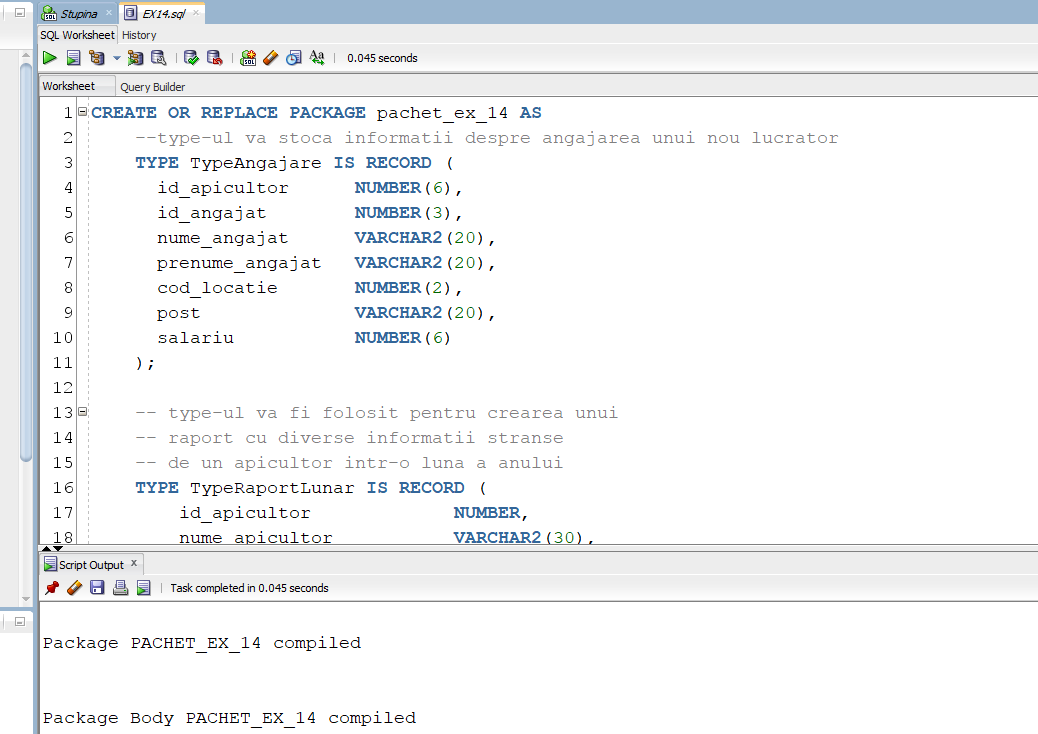 Stupina
EX14.sql
SQL Worksheet History
0.045 seconds
Worksheet Query Builder
1 CREATE OR REPLACE PACKAGE pachet_ex_14 AS
2 --type-ul va stoca informatii despre angajarea unui nou lucrator
3 TYPE TypeAngajare IS RECORD (
4 id_apicultor NUMBER(6),
5 id_angajat NUMBER(3),
6 nume_angajat VARCHAR2(20),
7 prenume_angajat VARCHAR2(20),
8 cod_locatie NUMBER(2),
9 post VARCHAR2(20),
10 salariu NUMBER(6)
11 );
12
13 -- type-ul va fi folosit pentru crearea unui
14 -- raport cu diverse informatii stranse
15 -- de un apicultor intr-o luna a anului
16 TYPE TypeRaportLunar IS RECORD (
17 id_apicultor NUMBER,
18 nume_apicultor VARCHAR2(30),
Script Output
Task completed in 0.045 seconds
Package PACHET_EX_14 compiled
Package Body PACHET_EX_14 compiled